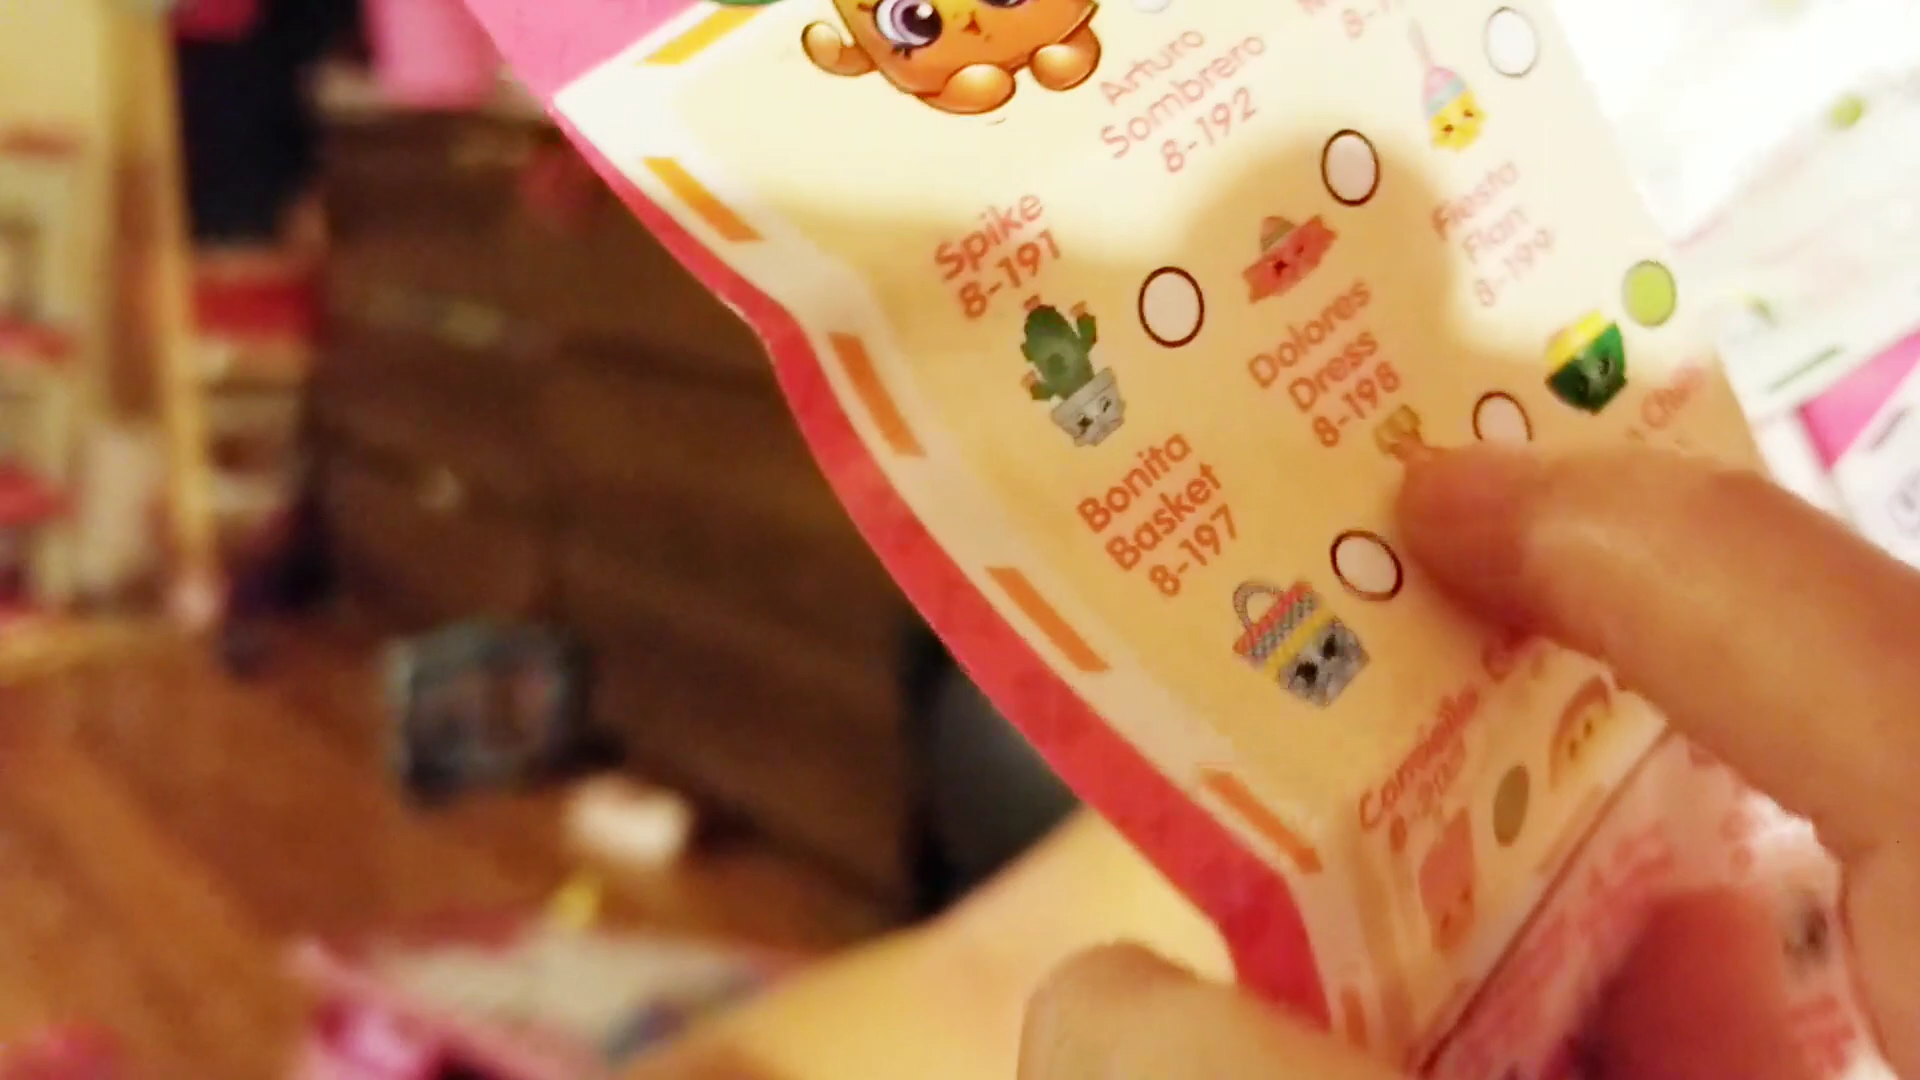 Arturo
Sombrero
8-192
Spike
8-191
Fiesta
Flan
8-199
Dolores
Dress
8-198
Bonita
Basket
8-197